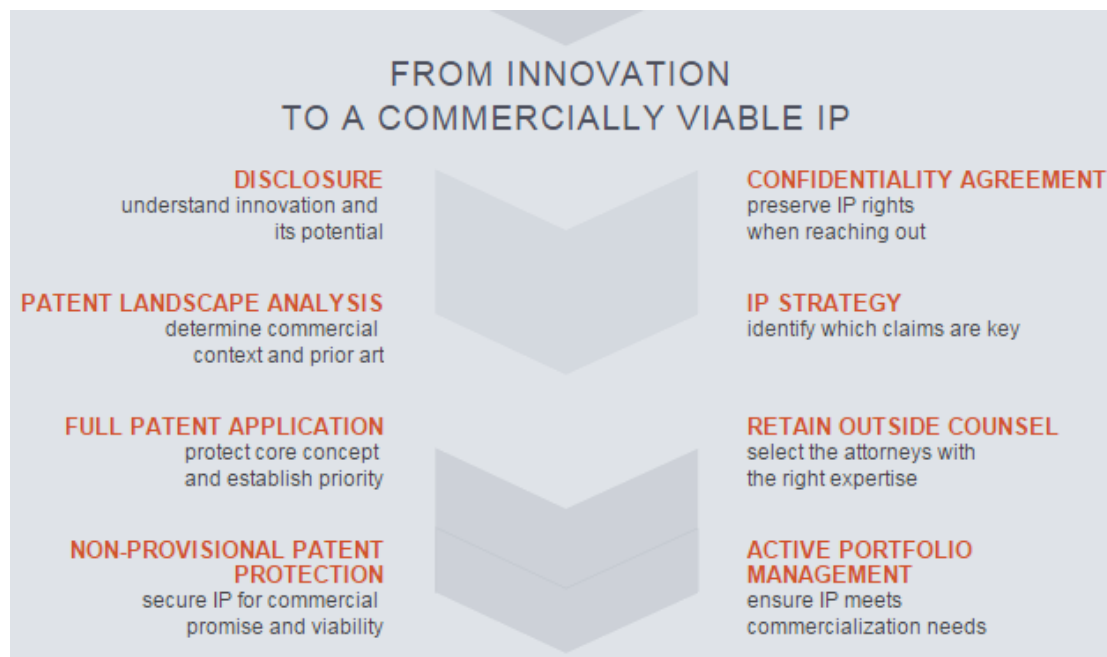 FROM INNOVATION
TO A COMMERCIALLY VIABLE IP
DISCLOSURE
understand innovation and
its potential
CONFIDENTIALITY AGREEMENT
preserve IP rights
when reaching out
PATENT LANDSCAPE ANALYSIS
determine commercial
context and prior art
IP STRATEGY
identify which claims are key
FULL PATENT APPLICATION
protect core concept
and establish priority
RETAIN OUTSIDE COUNSEL
select the attorneys with
the right expertise
NON-PROVISIONAL PATENT
PROTECTION
secure IP for commercial
promise and viability
ACTIVE PORTFOLIO
MANAGEMENT
ensure IP meets
commercialization needs